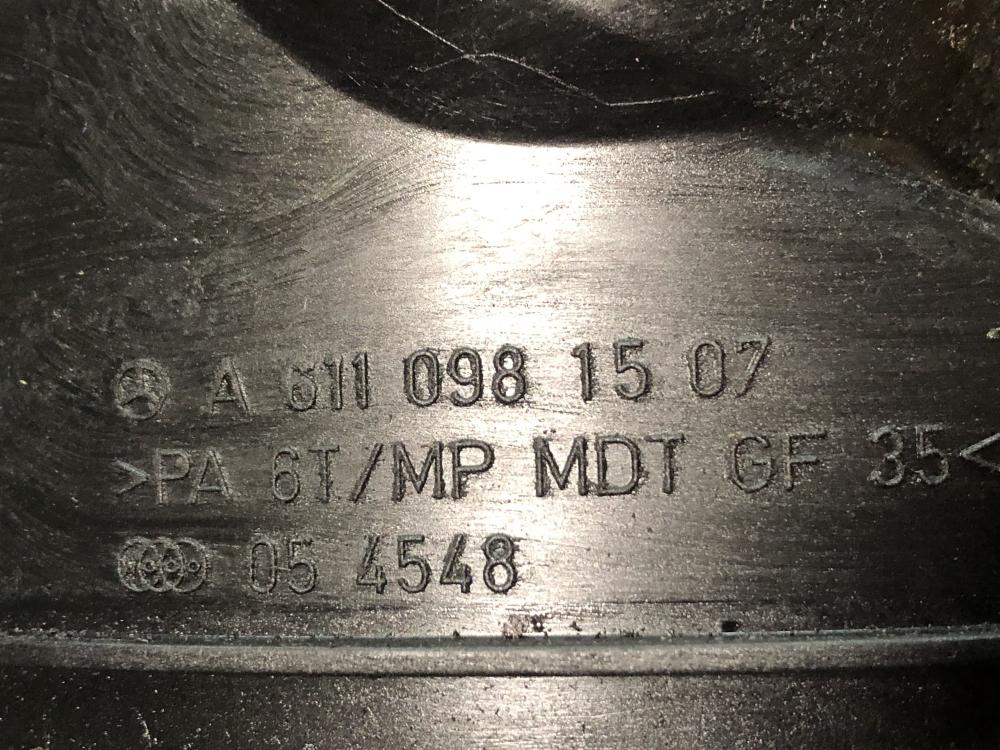 A 611 098 15 07
>PA 6T/MP MDT GF 35<
05 4548